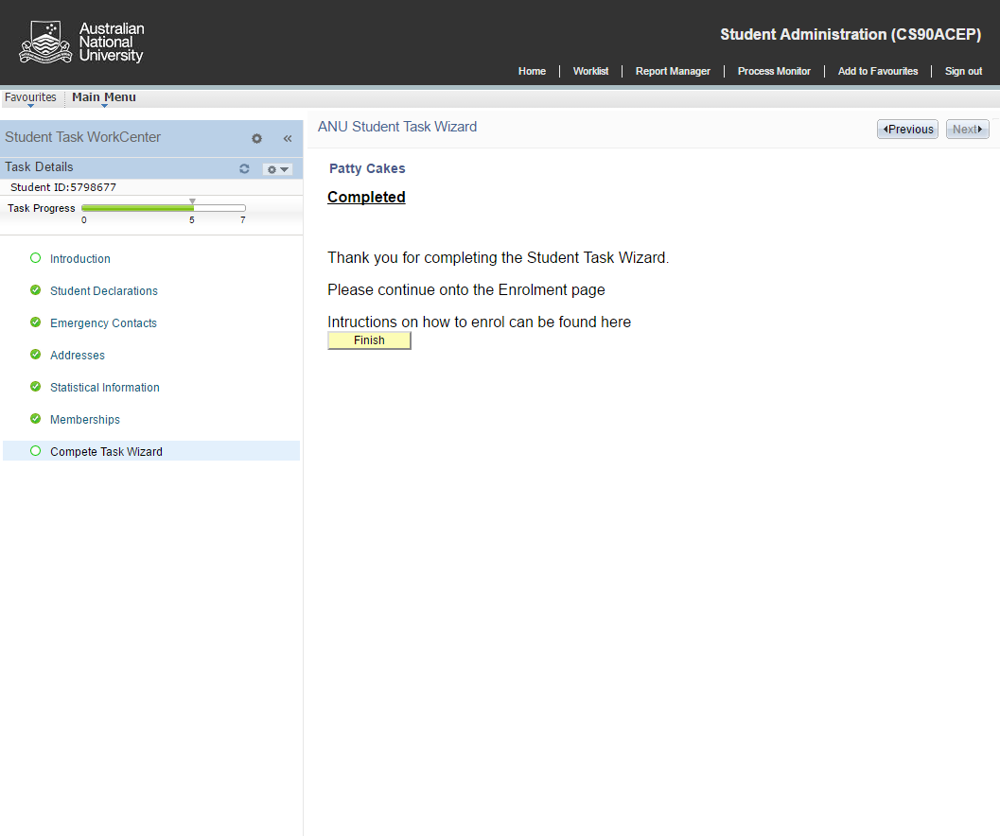 Australian
National
University
Student Administration (CS90ACEP)
Home
Worklist
Report Manager
Process Monitor
Add to Favourites
Sign out
Favourites
Main Menu
Student Task WorkCenter
«
Task Details
Student ID:5798677
Task Progress
0 5 7
Introduction
Student Declarations
Emergency Contacts
Addresses
Statistical Information
Memberships
Compete Task Wizard
ANU Student Task Wizard
Previous
Next
Patty Cakes
Completed
Thank you for completing the Student Task Wizard.
Please continue onto the Enrolment page
Intructions on how to enrol can be found here
Finish